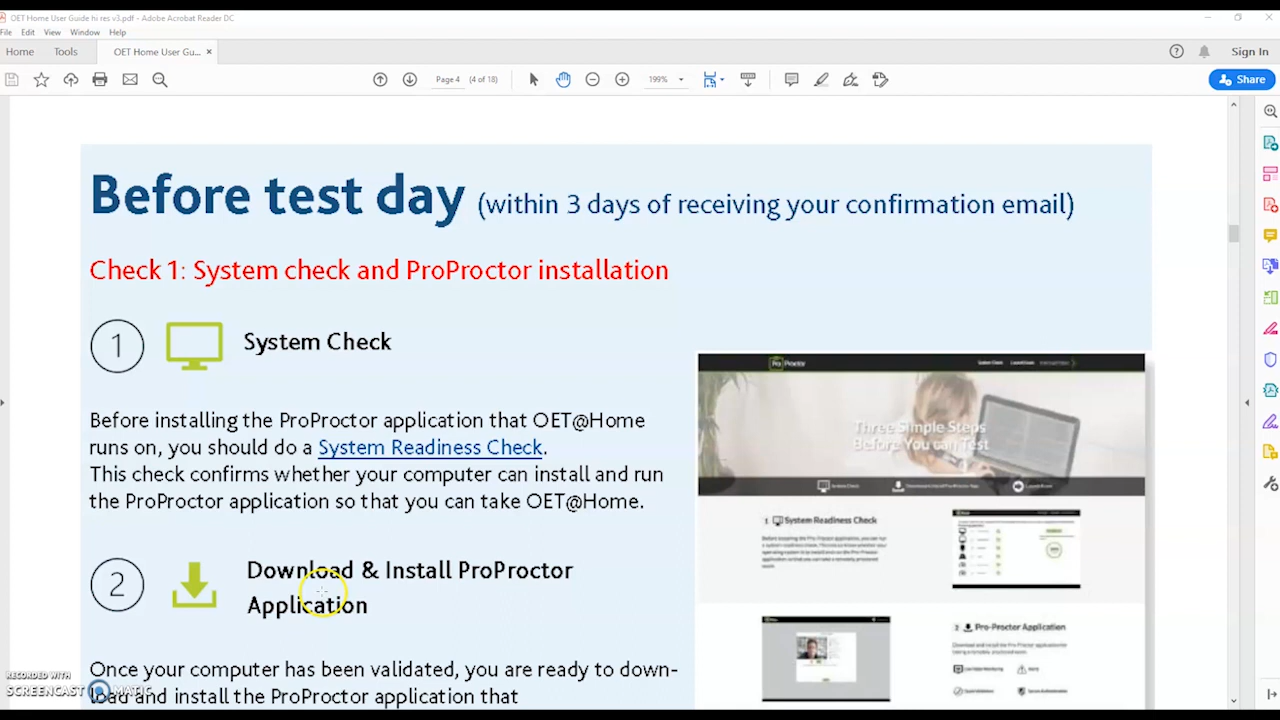 OET Home User Guide hi res v3.pdf - Adobe Acrobat Reader DC
File Edit View Window Help
Home Tools OET Home User Gu... × Sign In
Page 4 (4 of 18) 199% Share
Before test day (within 3 days of receiving your confirmation email)
Check 1: System check and ProProctor installation
1 System Check
Before installing the ProProctor application that OET@Home
runs on, you should do a System Readiness Check.
This check confirms whether your computer can install and run
the ProProctor application so that you can take OET@Home.
2 Download & Install ProProctor
Application
Once your computer been validated, you are ready to down-
load and install the ProProctor application that
ProProctor
Three Simple Steps
Before You can Test
System Check
1 System Readiness Check
2 Pro-Proctor Application
RECORDED WITH
SCREENCAST MATIC